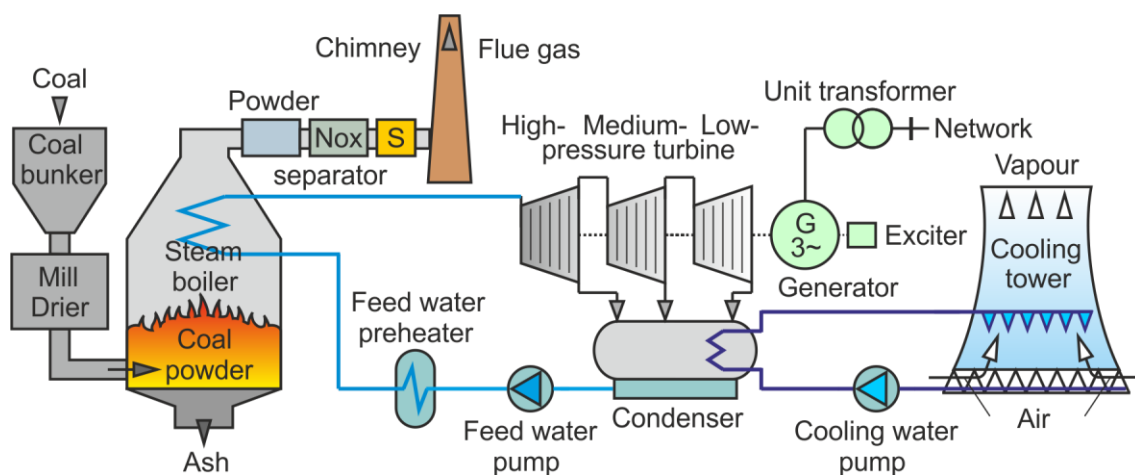 Chimney
Flue gas
Coal
Powder
Unit transformer
Coal
bunker
Nox
S
High- Medium- Low-
pressure turbine
Network
separator
Vapour
G
3~
Exciter
Steam
boiler
Cooling
tower
Mill
Drier
Feed water
preheater
Generator
Coal
powder
Condenser
Air
Feed water
pump
Cooling water
pump
Ash